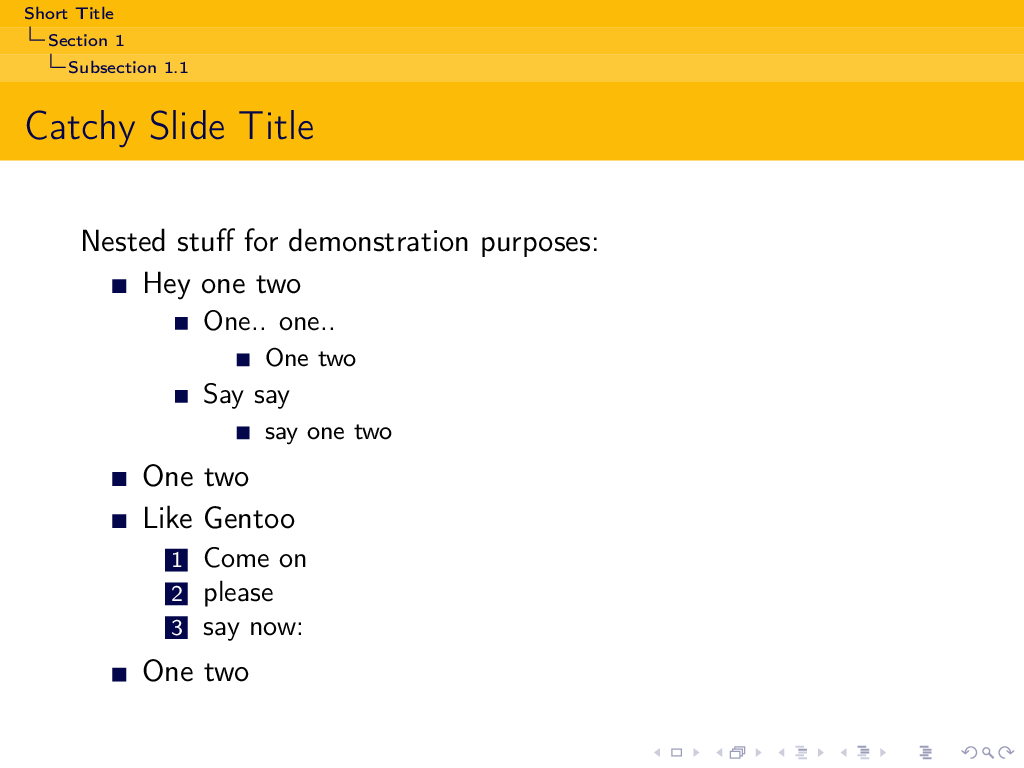 Short Title
Section 1
Subsection 1.1
Catchy Slide Title
Nested stuff for demonstration purposes:
Hey one two
One.. one..
One two
Say say
say one two
One two
Like Gentoo
1 Come on
2 please
3 say now:
One two